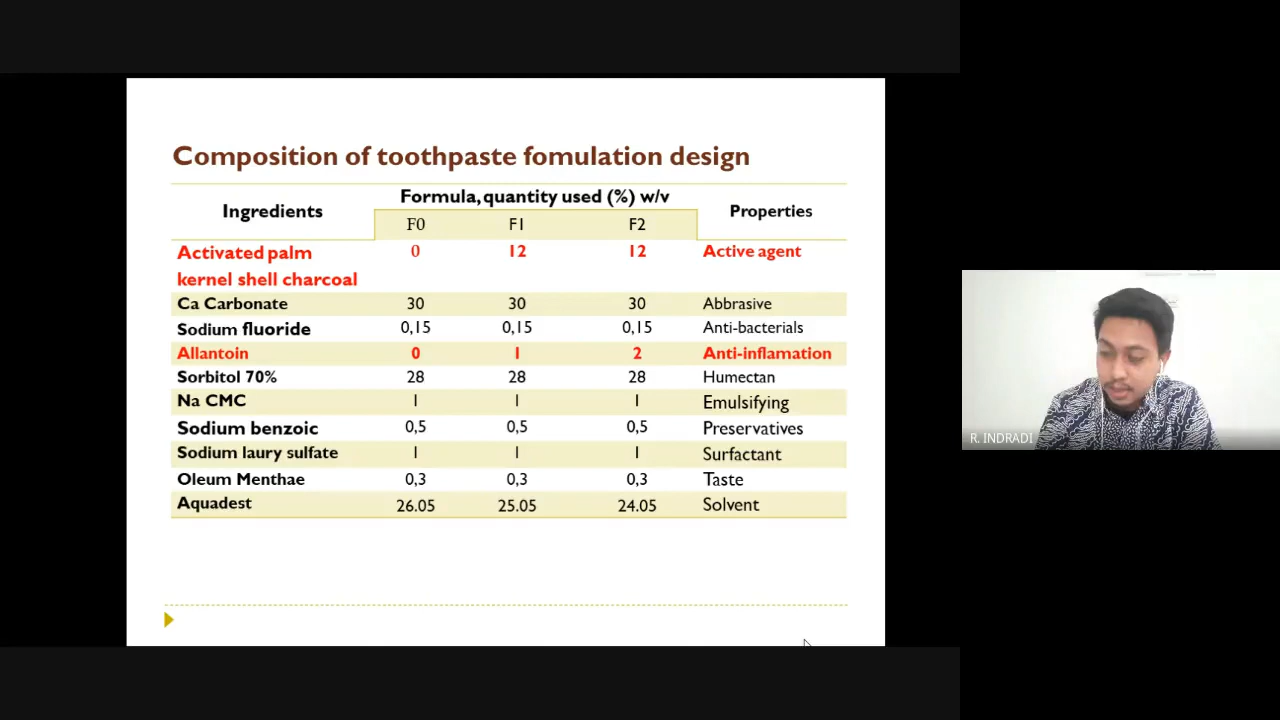 Composition of toothpaste fomulation design
Ingredients Formula, quantity used (%) w/v Properties
F0 F1 F2
Activated palm kernel shell charcoal 0 12 12 Active agent
Ca Carbonate 30 30 30 Abbrasive
Sodium fluoride 0,15 0,15 0,15 Anti-bacterials
Allantoin 0 1 2 Anti-inflamation
Sorbitol 70% 28 28 28 Humectan
Na CMC 1 1 1 Emulsifying
Sodium benzoic 0,5 0,5 0,5 Preservatives
Sodium laury sulfate 1 1 1 Surfactant
Oleum Menthae 0,3 0,3 0,3 Taste
Aquadest 26.05 25.05 24.05 Solvent
R. INDRADI